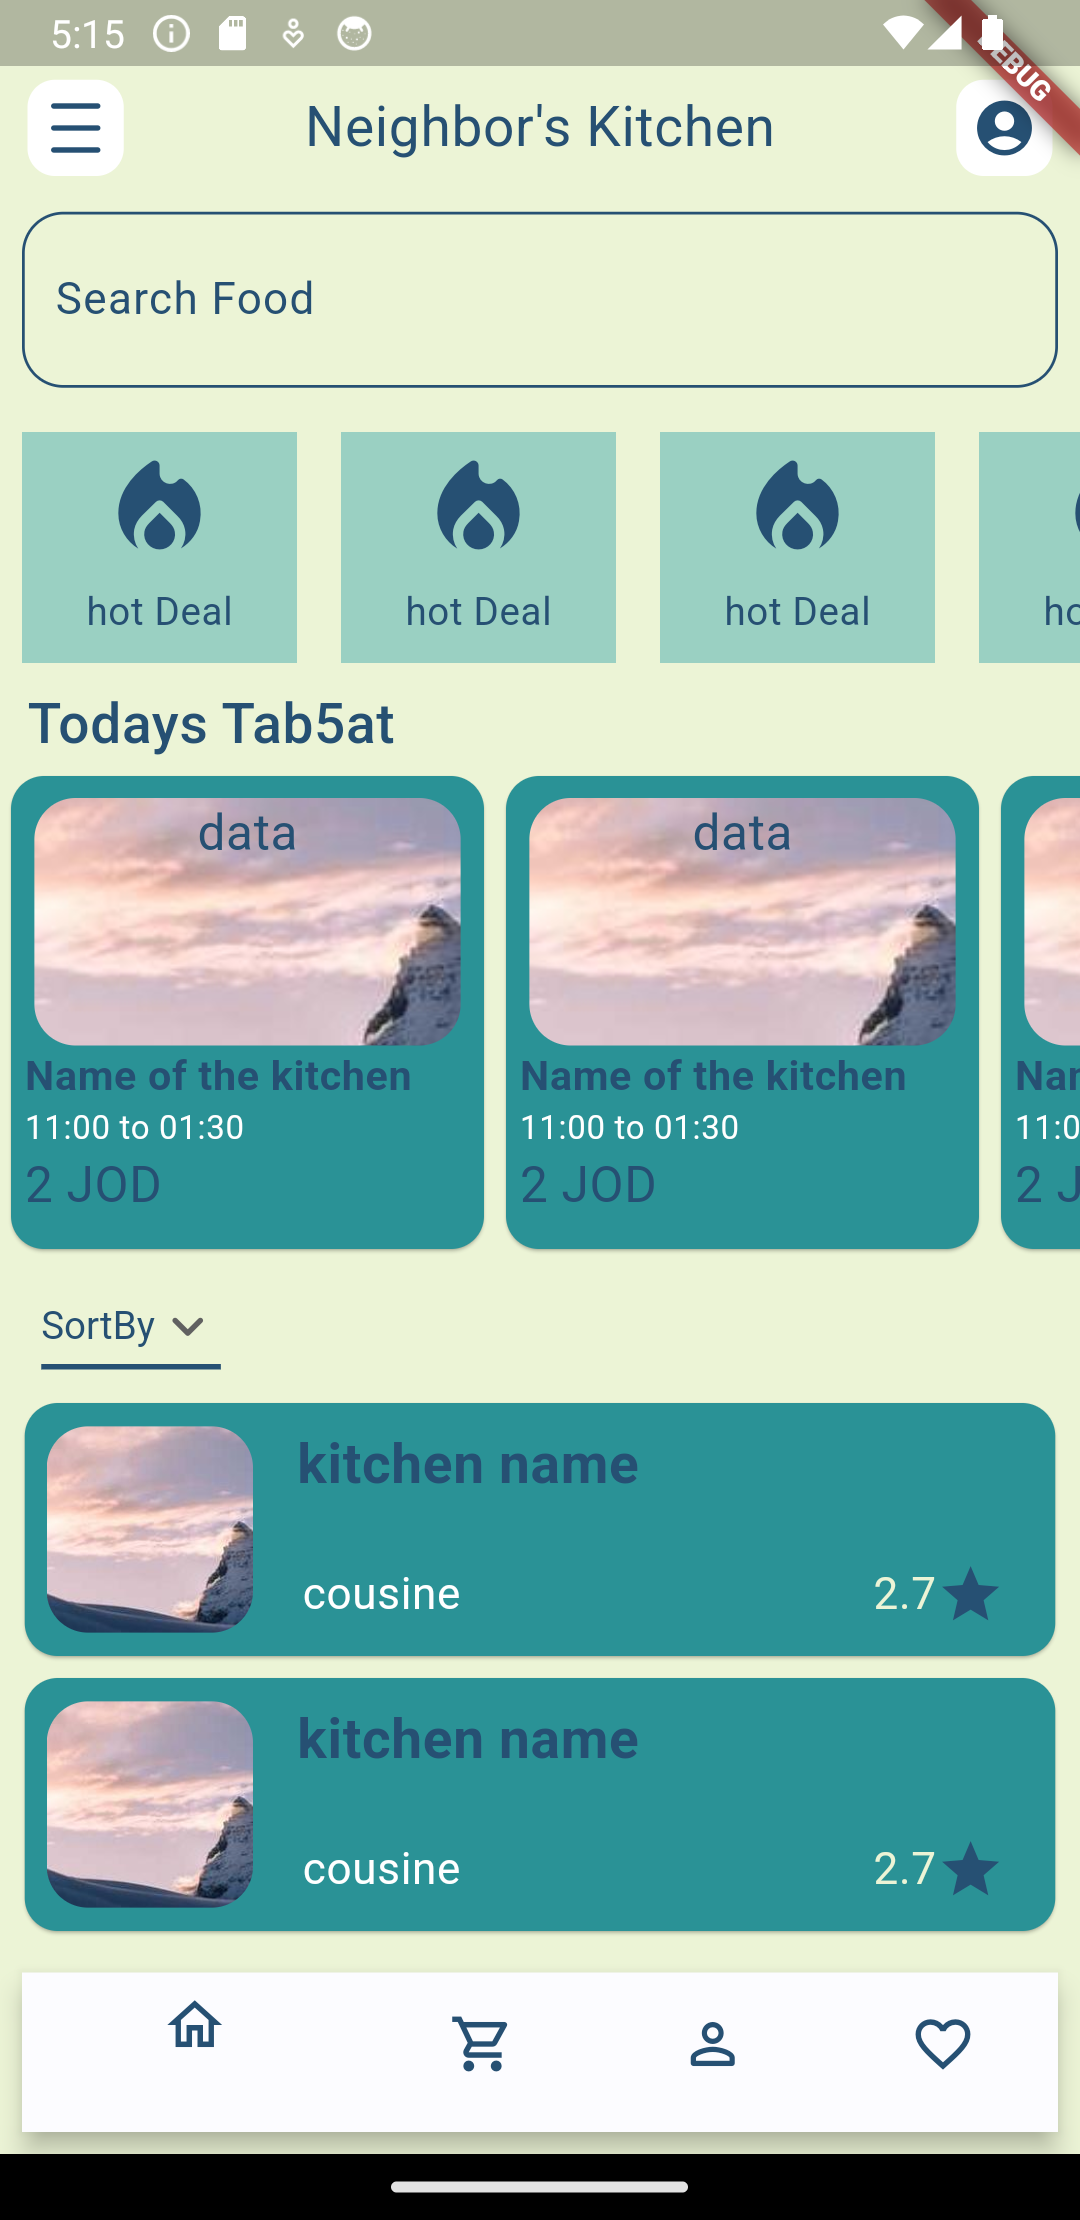 5:15
DEBUG
Neighbor's Kitchen
Search Food
hot Deal hot Deal hot Deal ho
Todays Tab5at
data data
Name of the kitchen Name of the kitchen Nar
11:00 to 01:30 11:00 to 01:30 11:0
2 JOD 2 JOD 2 J
SortBy
kitchen name
cousine 2.7
kitchen name
cousine 2.7